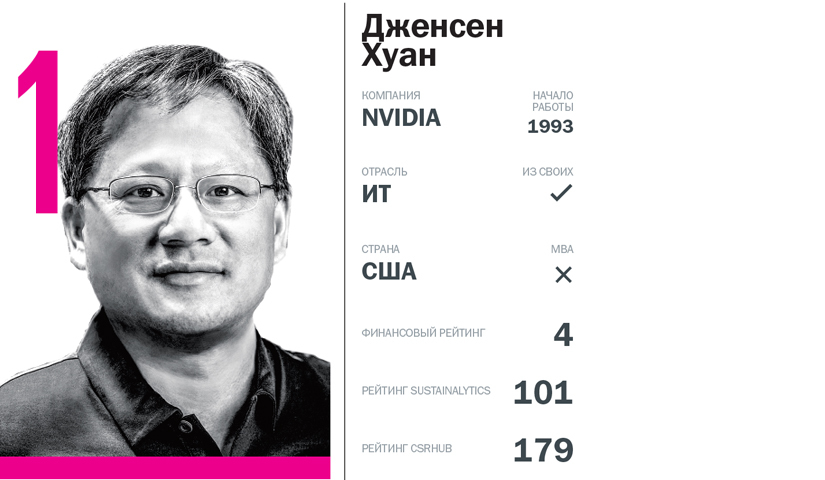 1
Дженсен
Хуан
КОМПАНИЯ
NVIDIA
НАЧАЛО
РАБОТЫ
1993
ОТРАСЛЬ
ИТ
ИЗ СВОИХ
✓
СТРАНА
США
MBA
✕
ФИНАНСОВЫЙ РЕЙТИНГ 4
РЕЙТИНГ SUSTAINALYTICS 101
РЕЙТИНГ CSRHUB 179